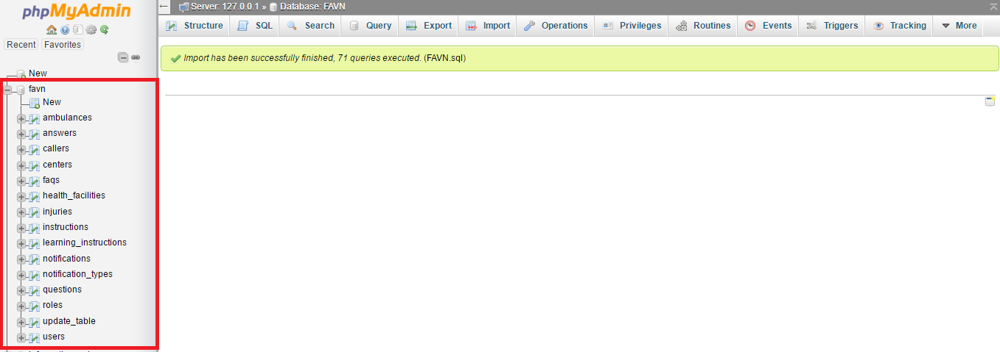 phpMyAdmin
Recent Favorites
New
favn
New
ambulances
answers
callers
centers
faqs
health_facilities
injuries
instructions
learning_instructions
notifications
notification_types
questions
roles
update_table
users
Server: 127.0.0.1 » Database: FAVN
Structure SQL Search Query Export Import Operations Privileges Routines Events Triggers Tracking More
Import has been successfully finished, 71 queries executed. (FAVN.sql)